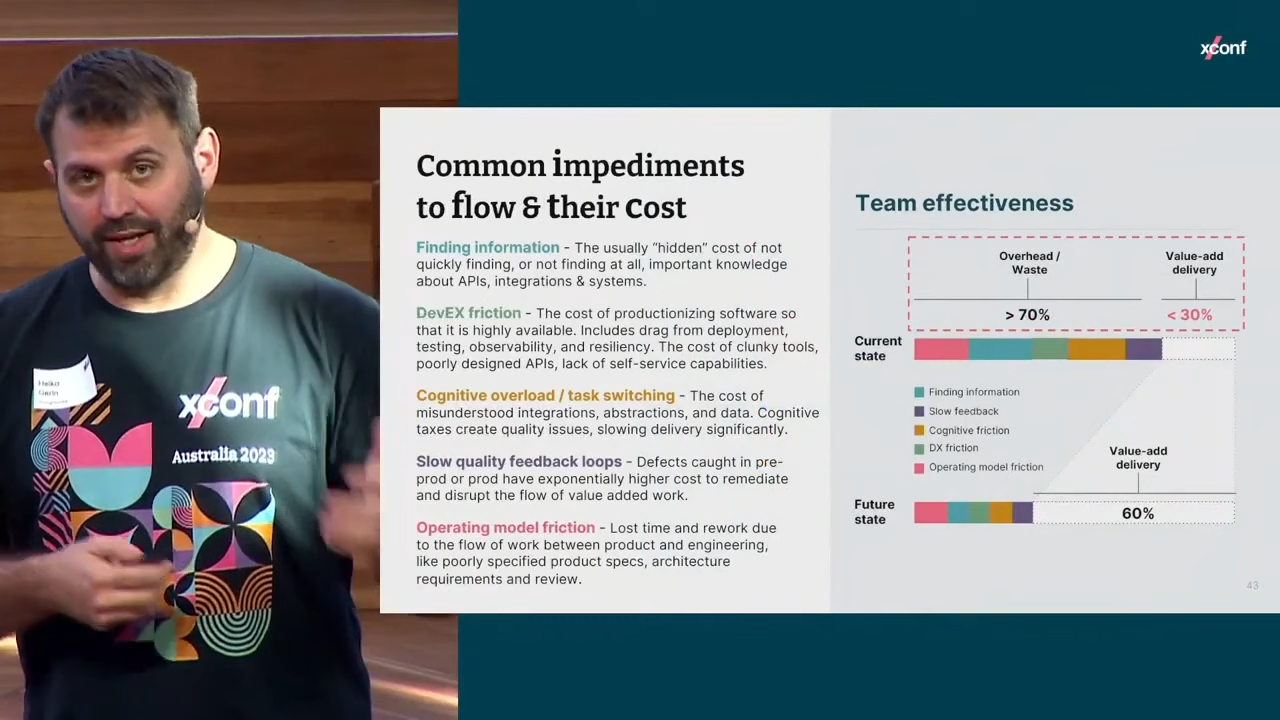 xconf
Common impediments
to flow & their cost
Finding information - The usually “hidden” cost of not
quickly finding, or not finding at all, important knowledge
about APIs, integrations & systems.
DevEX friction - The cost of productionizing software so
that it is highly available. Includes drag from deployment,
testing, observability, and resiliency. The cost of clunky tools,
poorly designed APIs, lack of self-service capabilities.
Cognitive overload / task switching - The cost of
misunderstood integrations, abstractions, and data. Cognitive
taxes create quality issues, slowing delivery significantly.
Slow quality feedback loops - Defects caught in pre-
prod or prod have exponentially higher cost to remediate
and disrupt the flow of value added work.
Operating model friction - Lost time and rework due
to the flow of work between product and engineering,
like poorly specified product specs, architecture
requirements and review.
Team effectiveness
Overhead /
Waste
Value-add
delivery
> 70%
< 30%
Current
state
Finding information
Slow feedback
Cognitive friction
DX friction
Operating model friction
Value-add
delivery
Future
state
60%
43
xconf
Australia 2023